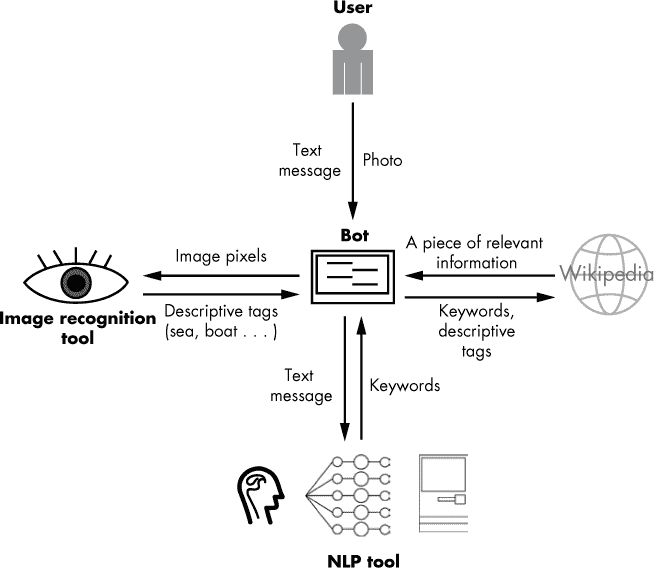 User
Text
message
Photo
Bot
Image pixels
A piece of relevant
information
Wikipedia
Image recognition
tool
Descriptive tags
(sea, boat . . . )
Keywords,
descriptive
tags
Text
message
Keywords
NLP tool